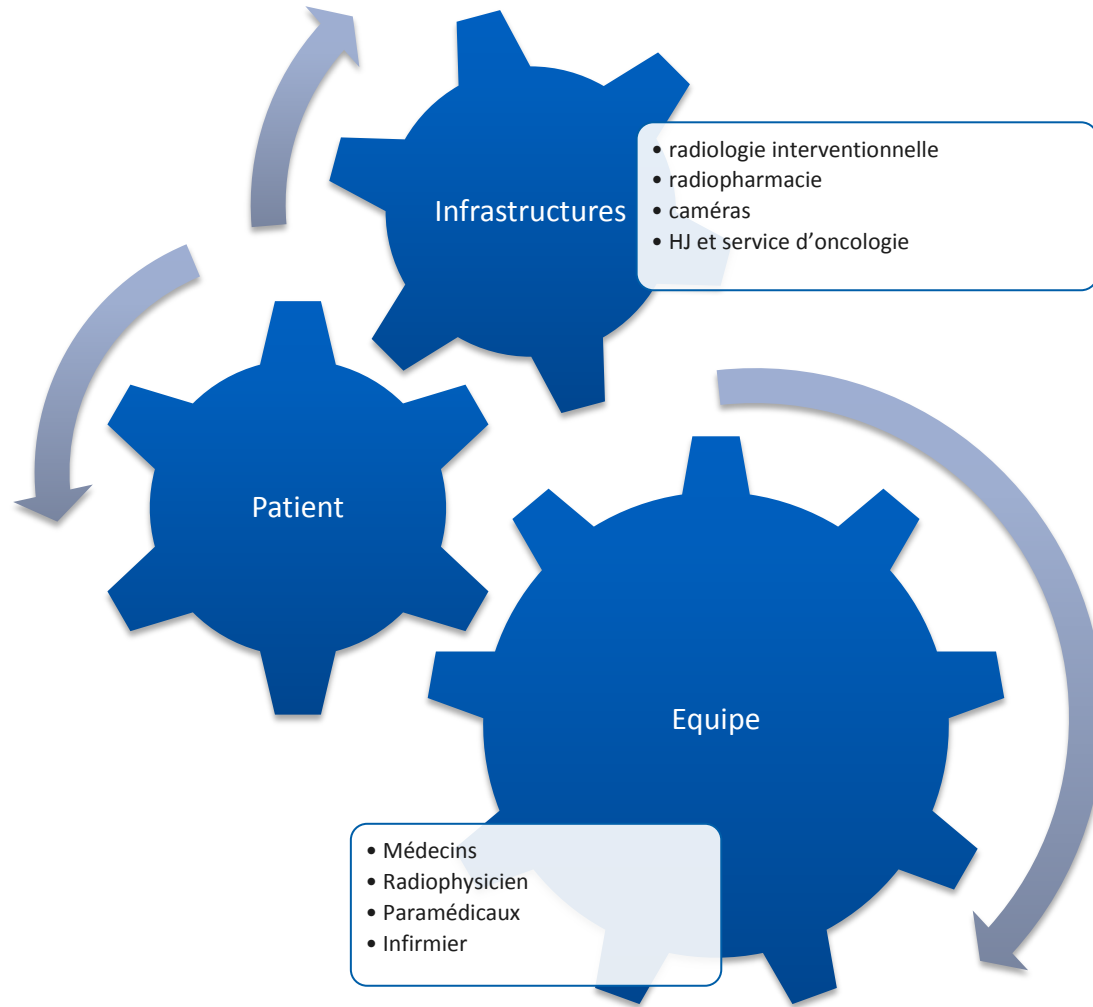 Infrastructures
• radiologie interventionnelle
• radiopharmacie
• caméras
• HJ et service d’oncologie
Patient
Equipe
• Médecins
• Radiophysicien
• Paramédicaux
• Infirmier